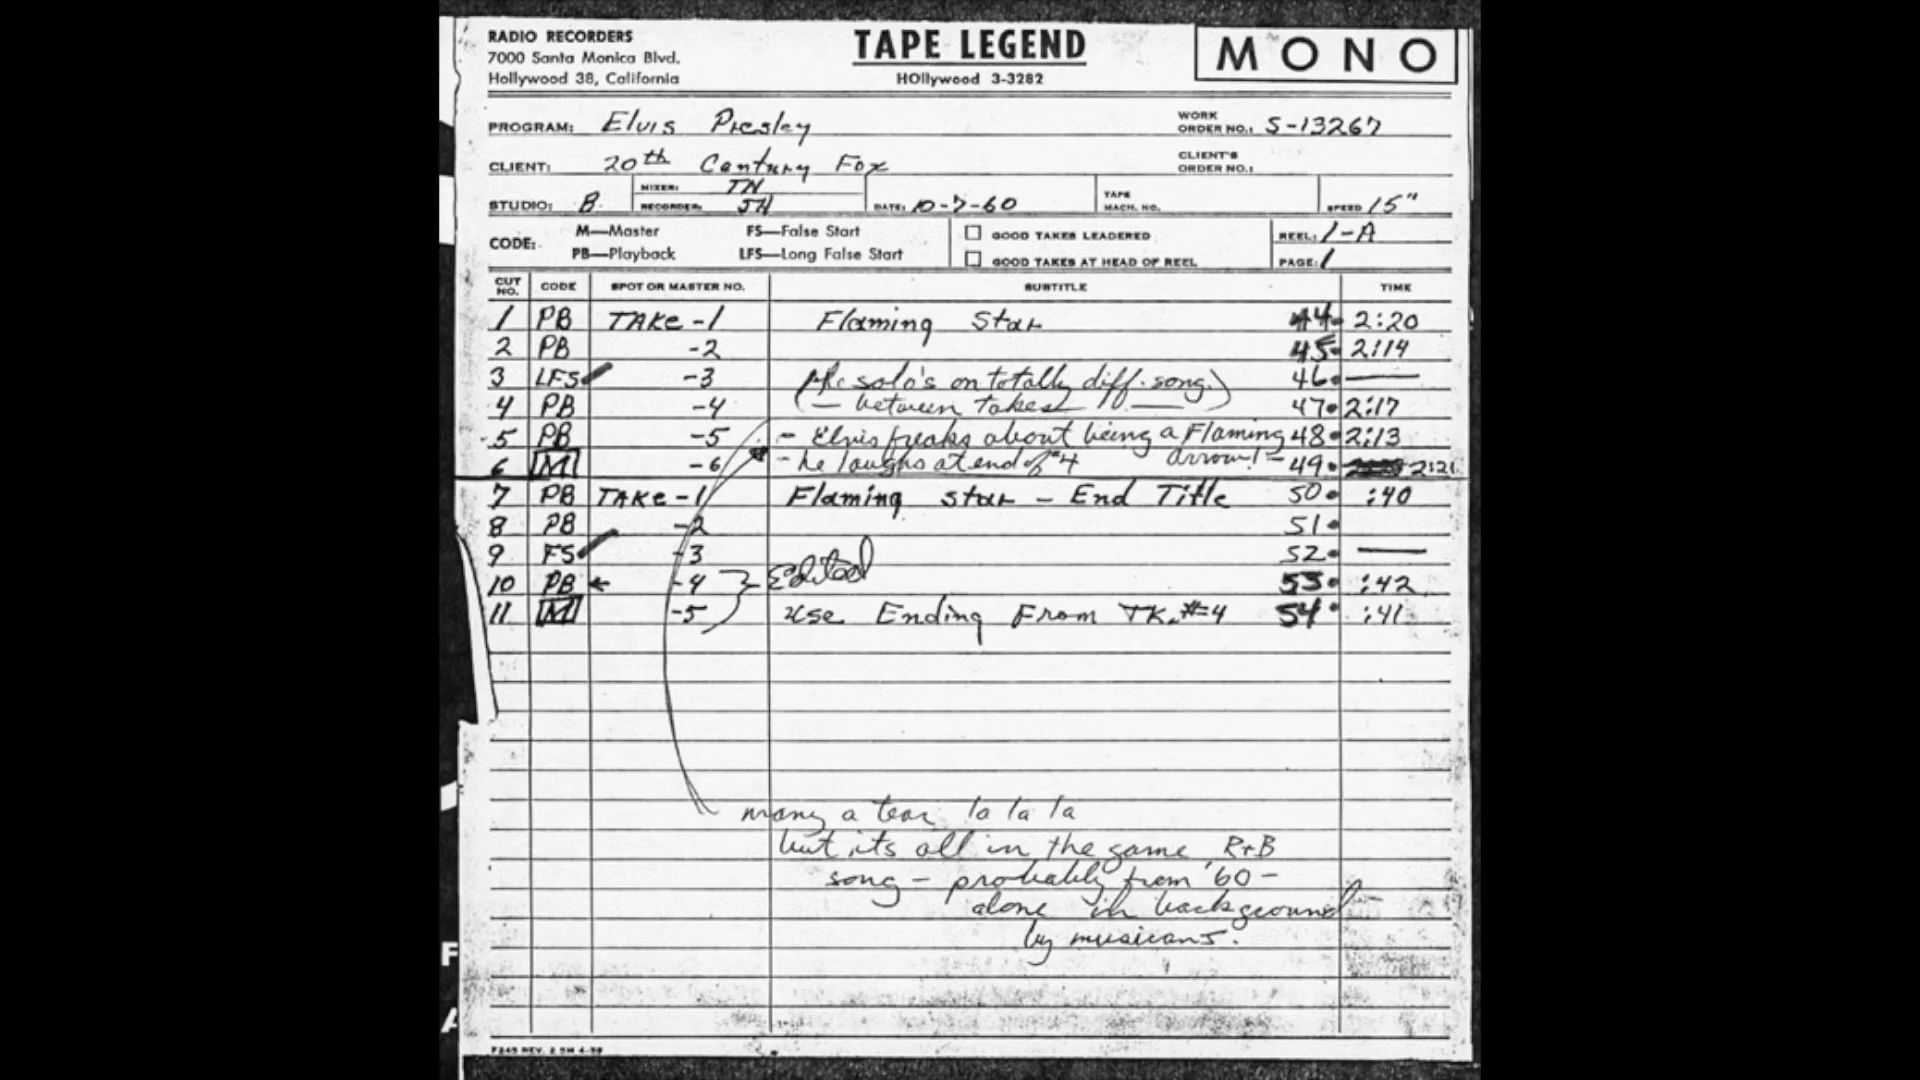 RADIO RECORDERS
7000 Santa Monica Blvd.
Hollywood 38, California
TAPE LEGEND
HOllywood 3-3282
MONO
PROGRAM: Elvis Presley
WORK ORDER NO.: S-13267
CLIENT: 20th Century Fox
CLIENT'S ORDER NO.:
STUDIO: B
MIXER: TN
RECORDER: JH
DATE: 10-7-60
TAPE MACH. NO.
SPEED 15"
CODE:
M—Master FS—False Start
PB—Playback LFS—Long False Start
GOOD TAKES LEADERED
GOOD TAKES AT HEAD OF REEL
REEL: 1-A
PAGE: 1
CUT NO. CODE SPOT OR MASTER NO. SUBTITLE TIME
1 PB TAKE -1 Flaming Star 44 2:20
2 PB -2 45 2:14
3 LFS -3 (He solo's on totally diff. song.) 46 —
4 PB -4 (— between takes —) 47 2:17
5 PB -5 - Elvis freaks about being a Flaming arrow! - 48 2:13
6 M -6 - he laughs at end of #4 49 2:21
7 PB TAKE -1 Flaming Star - End Title 50 :40
8 PB -2 51
9 FS -3 52 —
10 PB -4 Edited 53 :42
11 M -5 Use Ending From TK. #4 54 :41
many a tear la la la
but its all in the game R+B
song - probably from '60 -
alone in background
by musicans.
F
A